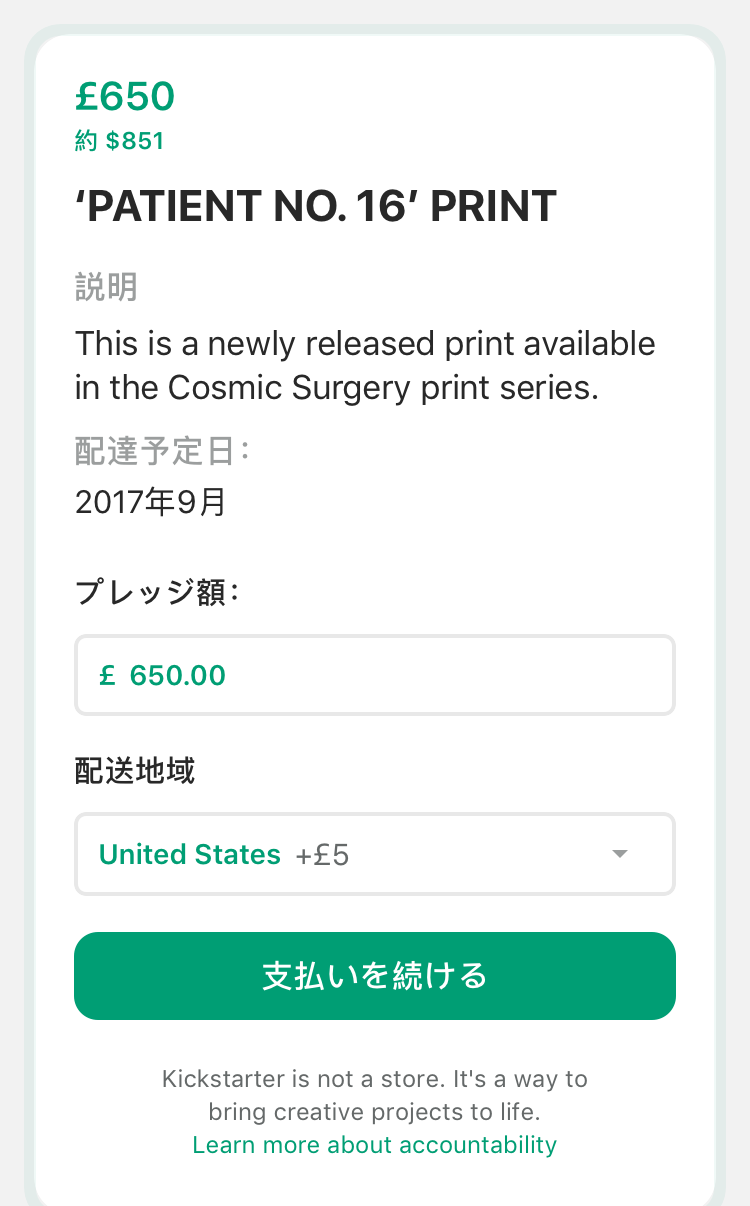 £650
約 $851
‘PATIENT NO. 16’ PRINT
説明
This is a newly released print available
in the Cosmic Surgery print series.
配達予定日：
2017年9月
プレッジ額：
£ 650.00
配送地域
United States +£5
支払いを続ける
Kickstarter is not a store. It's a way to
bring creative projects to life.
Learn more about accountability